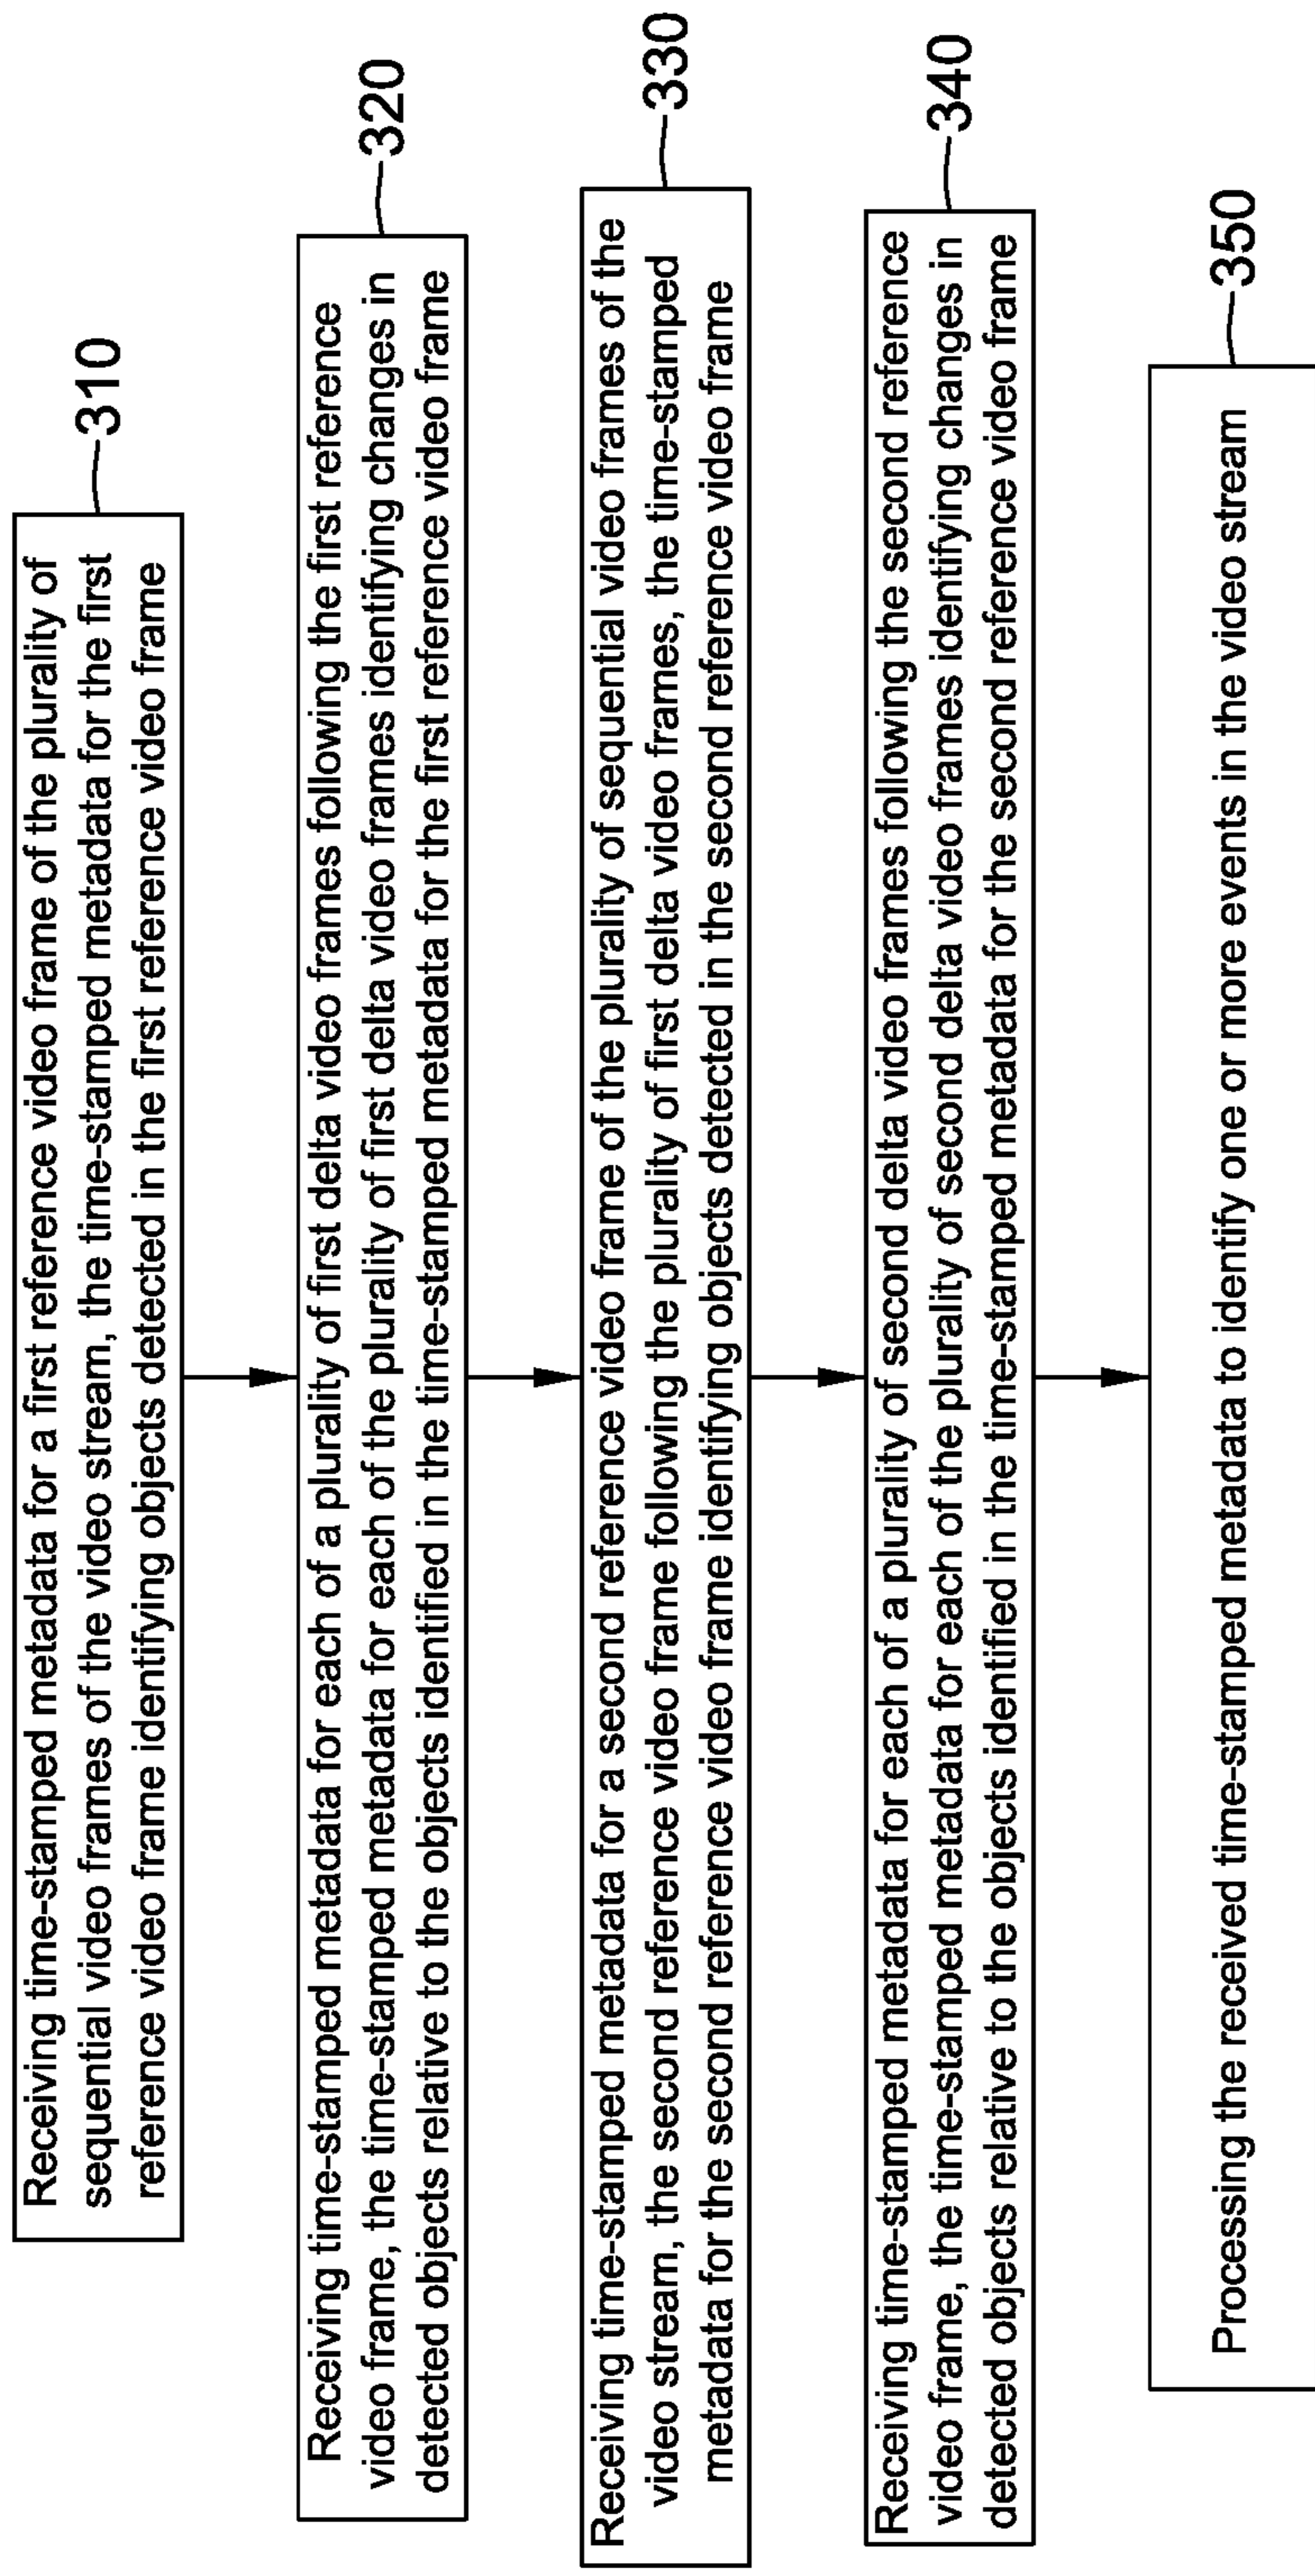 Receiving time-stamped metadata for a first reference video frame of the plurality of
sequential video frames of the video stream, the time-stamped metadata for the first
reference video frame identifying objects detected in the first reference video frame
310
Receiving time-stamped metadata for each of a plurality of first delta video frames following the first reference
video frame, the time-stamped metadata for each of the plurality of first delta video frames identifying changes in
detected objects relative to the objects identified in the time-stamped metadata for the first reference video frame
320
Receiving time-stamped metadata for a second reference video frame of the plurality of sequential video frames of the
video stream, the second reference video frame following the plurality of first delta video frames, the time-stamped
metadata for the second reference video frame identifying objects detected in the second reference video frame
330
Receiving time-stamped metadata for each of a plurality of second delta video frames following the second reference
video frame, the time-stamped metadata for each of the plurality of second delta video frames identifying changes in
detected objects relative to the objects identified in the time-stamped metadata for the second reference video frame
340
Processing the received time-stamped metadata to identify one or more events in the video stream
350